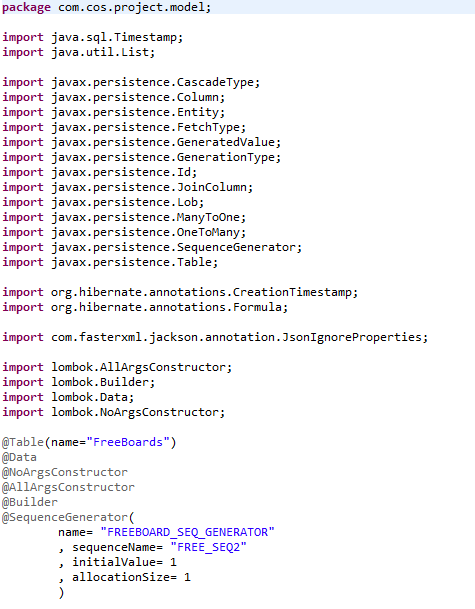 package com.cos.project.model;
import java.sql.Timestamp;
import java.util.List;
import javax.persistence.CascadeType;
import javax.persistence.Column;
import javax.persistence.Entity;
import javax.persistence.FetchType;
import javax.persistence.GeneratedValue;
import javax.persistence.GenerationType;
import javax.persistence.Id;
import javax.persistence.JoinColumn;
import javax.persistence.Lob;
import javax.persistence.ManyToOne;
import javax.persistence.OneToMany;
import javax.persistence.SequenceGenerator;
import javax.persistence.Table;
import org.hibernate.annotations.CreationTimestamp;
import org.hibernate.annotations.Formula;
import com.fasterxml.jackson.annotation.JsonIgnoreProperties;
import lombok.AllArgsConstructor;
import lombok.Builder;
import lombok.Data;
import lombok.NoArgsConstructor;
@Table(name="FreeBoards")
@Data
@NoArgsConstructor
@AllArgsConstructor
@Builder
@SequenceGenerator(
name= "FREEBOARD_SEQ_GENERATOR"
, sequenceName= "FREE_SEQ2"
, initialValue= 1
, allocationSize= 1
)